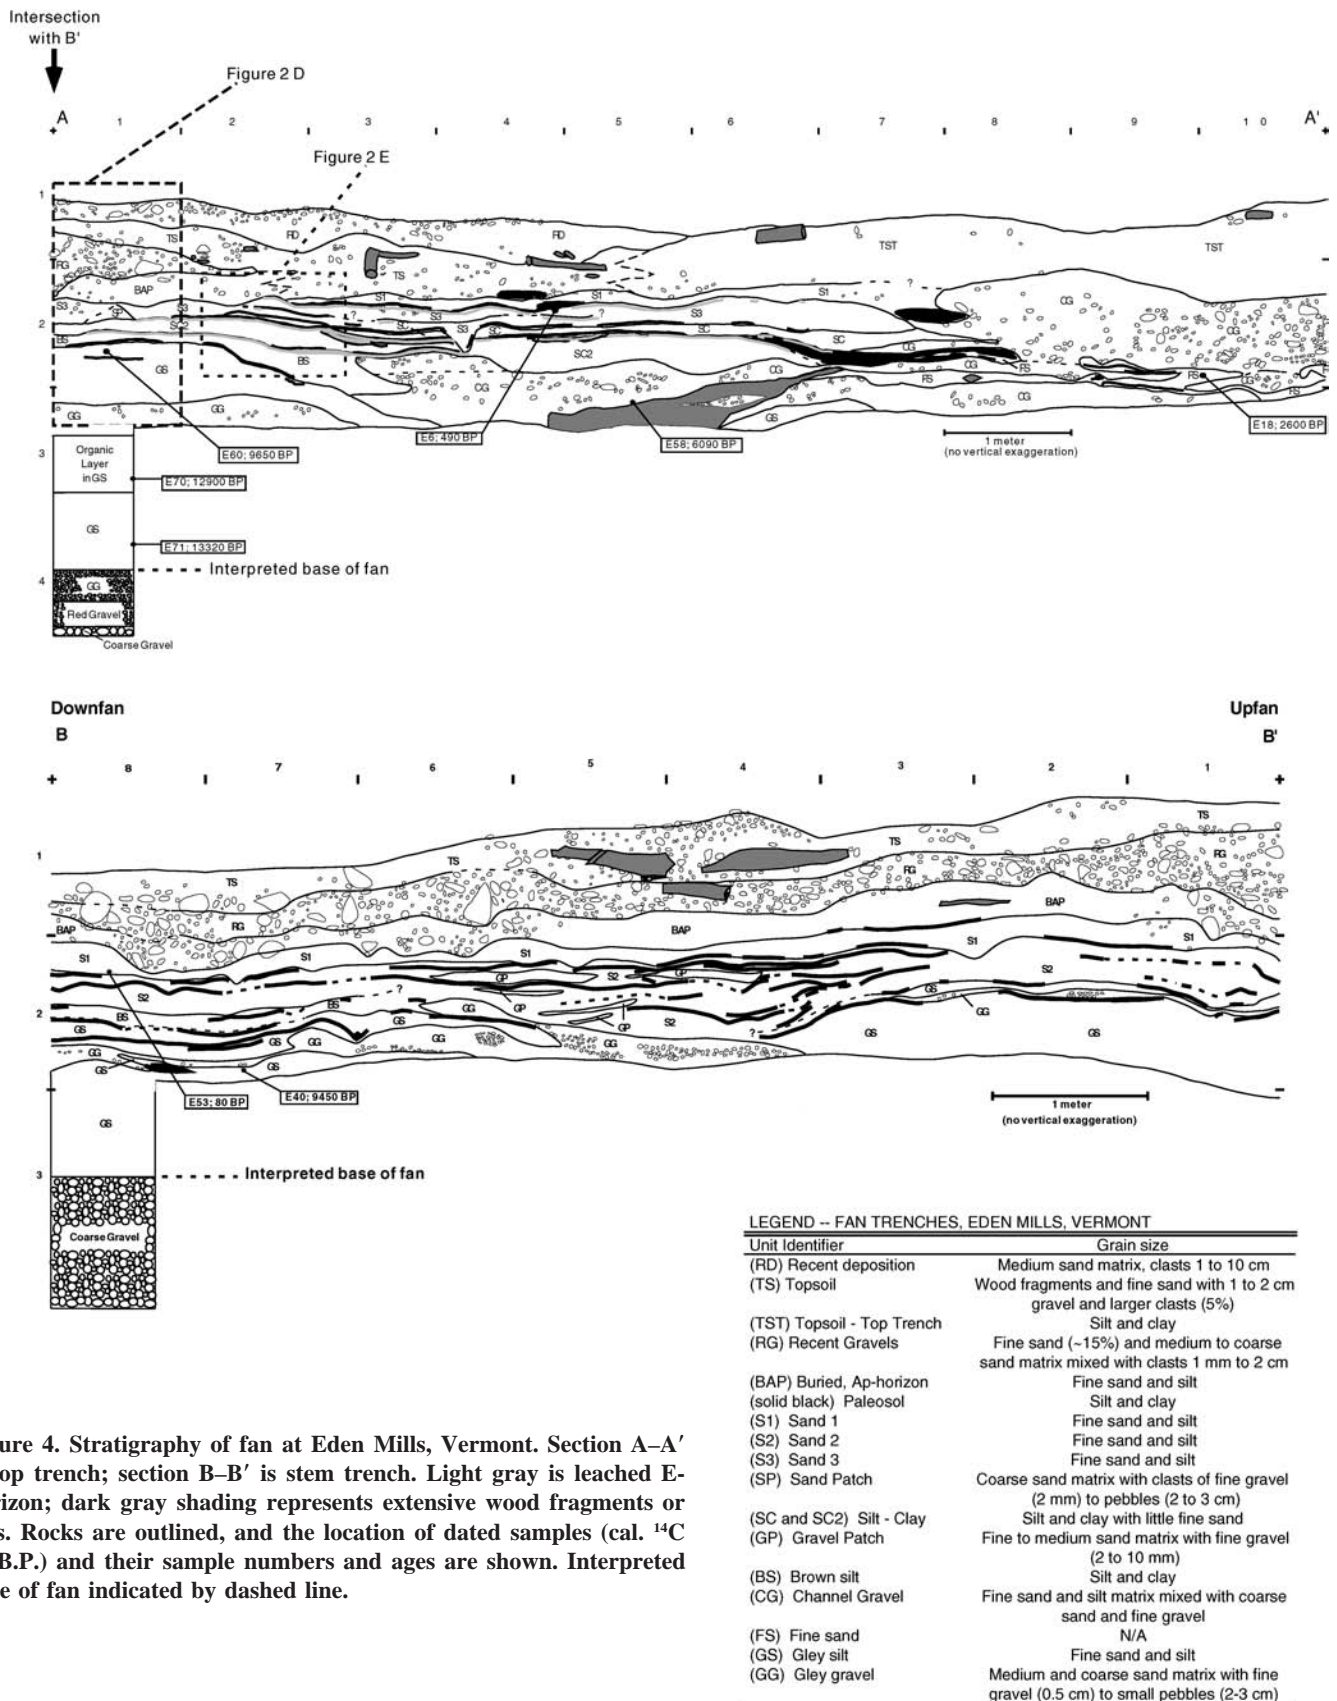 Intersection
with B'
Figure 2 D
A 1 2 3 4 5 6 7 8 9 1 0 A'
Figure 2 E
1
RD RD TST TST
TS TS
RG
BAP S1 S1 S1 ? CG
S3 SP S3 S3 ? ? S3 CG
2 SC2 SC S3 SC SC CG
BS BS SC2 CG FS
GS CG CG FS CG FS CG FS
GG GG GS
E6; 490 BP E58; 6090 BP E18; 2600 BP
1 meter
(no vertical exaggeration)
3 Organic
Layer
in GS
E60; 9650 BP
E70; 12900 BP
GS
E71; 13320 BP
Interpreted base of fan
4 GG
Red Gravel
Coarse Gravel
Downfan Upfan
B B'
8 7 6 5 4 3 2 1
TS
1 TS TS TS RG
RG
BAP RG BAP BAP
S1 S1 S1 S1 S1
S2 ? GP S2 GP S2
2 BS BS GG GP GS
GS GS GP S2 GG
GS GG GG GG ? GS GS
GG
GS GS
E53; 80 BP E40; 9450 BP
1 meter
(no vertical exaggeration)
GS
3 Interpreted base of fan
Coarse Gravel
LEGEND -- FAN TRENCHES, EDEN MILLS, VERMONT
Unit Identifier Grain size
(RD) Recent deposition Medium sand matrix, clasts 1 to 10 cm
(TS) Topsoil Wood fragments and fine sand with 1 to 2 cm
gravel and larger clasts (5%)
(TST) Topsoil - Top Trench Silt and clay
(RG) Recent Gravels Fine sand (~15%) and medium to coarse
sand matrix mixed with clasts 1 mm to 2 cm
(BAP) Buried, Ap-horizon Fine sand and silt
(solid black) Paleosol Silt and clay
(S1) Sand 1 Fine sand and silt
(S2) Sand 2 Fine sand and silt
(S3) Sand 3 Fine sand and silt
(SP) Sand Patch Coarse sand matrix with clasts of fine gravel
(2 mm) to pebbles (2 to 3 cm)
(SC and SC2) Silt - Clay Silt and clay with little fine sand
(GP) Gravel Patch Fine to medium sand matrix with fine gravel
(2 to 10 mm)
(BS) Brown silt Silt and clay
(CG) Channel Gravel Fine sand and silt matrix mixed with coarse
sand and fine gravel
(FS) Fine sand N/A
(GS) Gley silt Fine sand and silt
(GG) Gley gravel Medium and coarse sand matrix with fine
gravel (0.5 cm) to small pebbles (2-3 cm)
ure 4. Stratigraphy of fan at Eden Mills, Vermont. Section A–A′
op trench; section B–B′ is stem trench. Light gray is leached E-
rizon; dark gray shading represents extensive wood fragments or
s. Rocks are outlined, and the location of dated samples (cal. ¹⁴C
B.P.) and their sample numbers and ages are shown. Interpreted
e of fan indicated by dashed line.